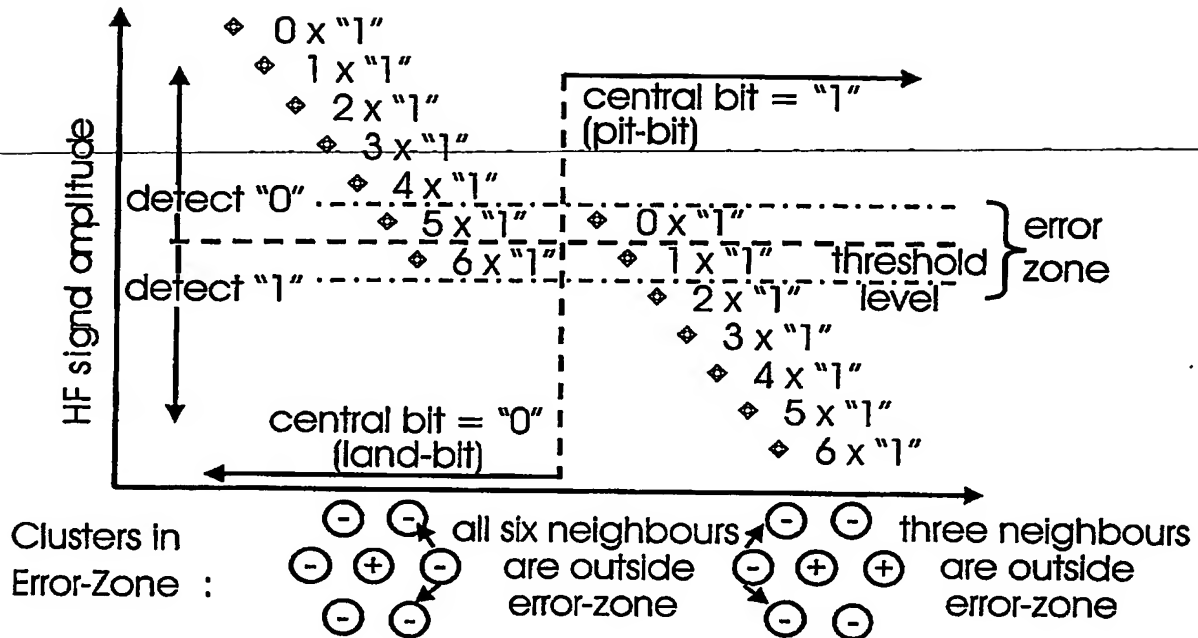 0 x "1"
1 x "1"
2 x "1"
3 x "1"
4 x "1"
5 x "1"
6 x "1"
central bit = "1"
(pit-bit)
HF signd amplitude
detect "0"
detect "1"
0 x "1"
1 x "1"
2 x "1"
3 x "1"
4 x "1"
5 x "1"
6 x "1"
threshold
level
error
zone
central bit = "0"
(land-bit)
Clusters in
Error-Zone :
- -
- + -
- -
all six neighbours
are outside
error-zone
- -
- + +
- -
three neighbours
are outside
error-zone